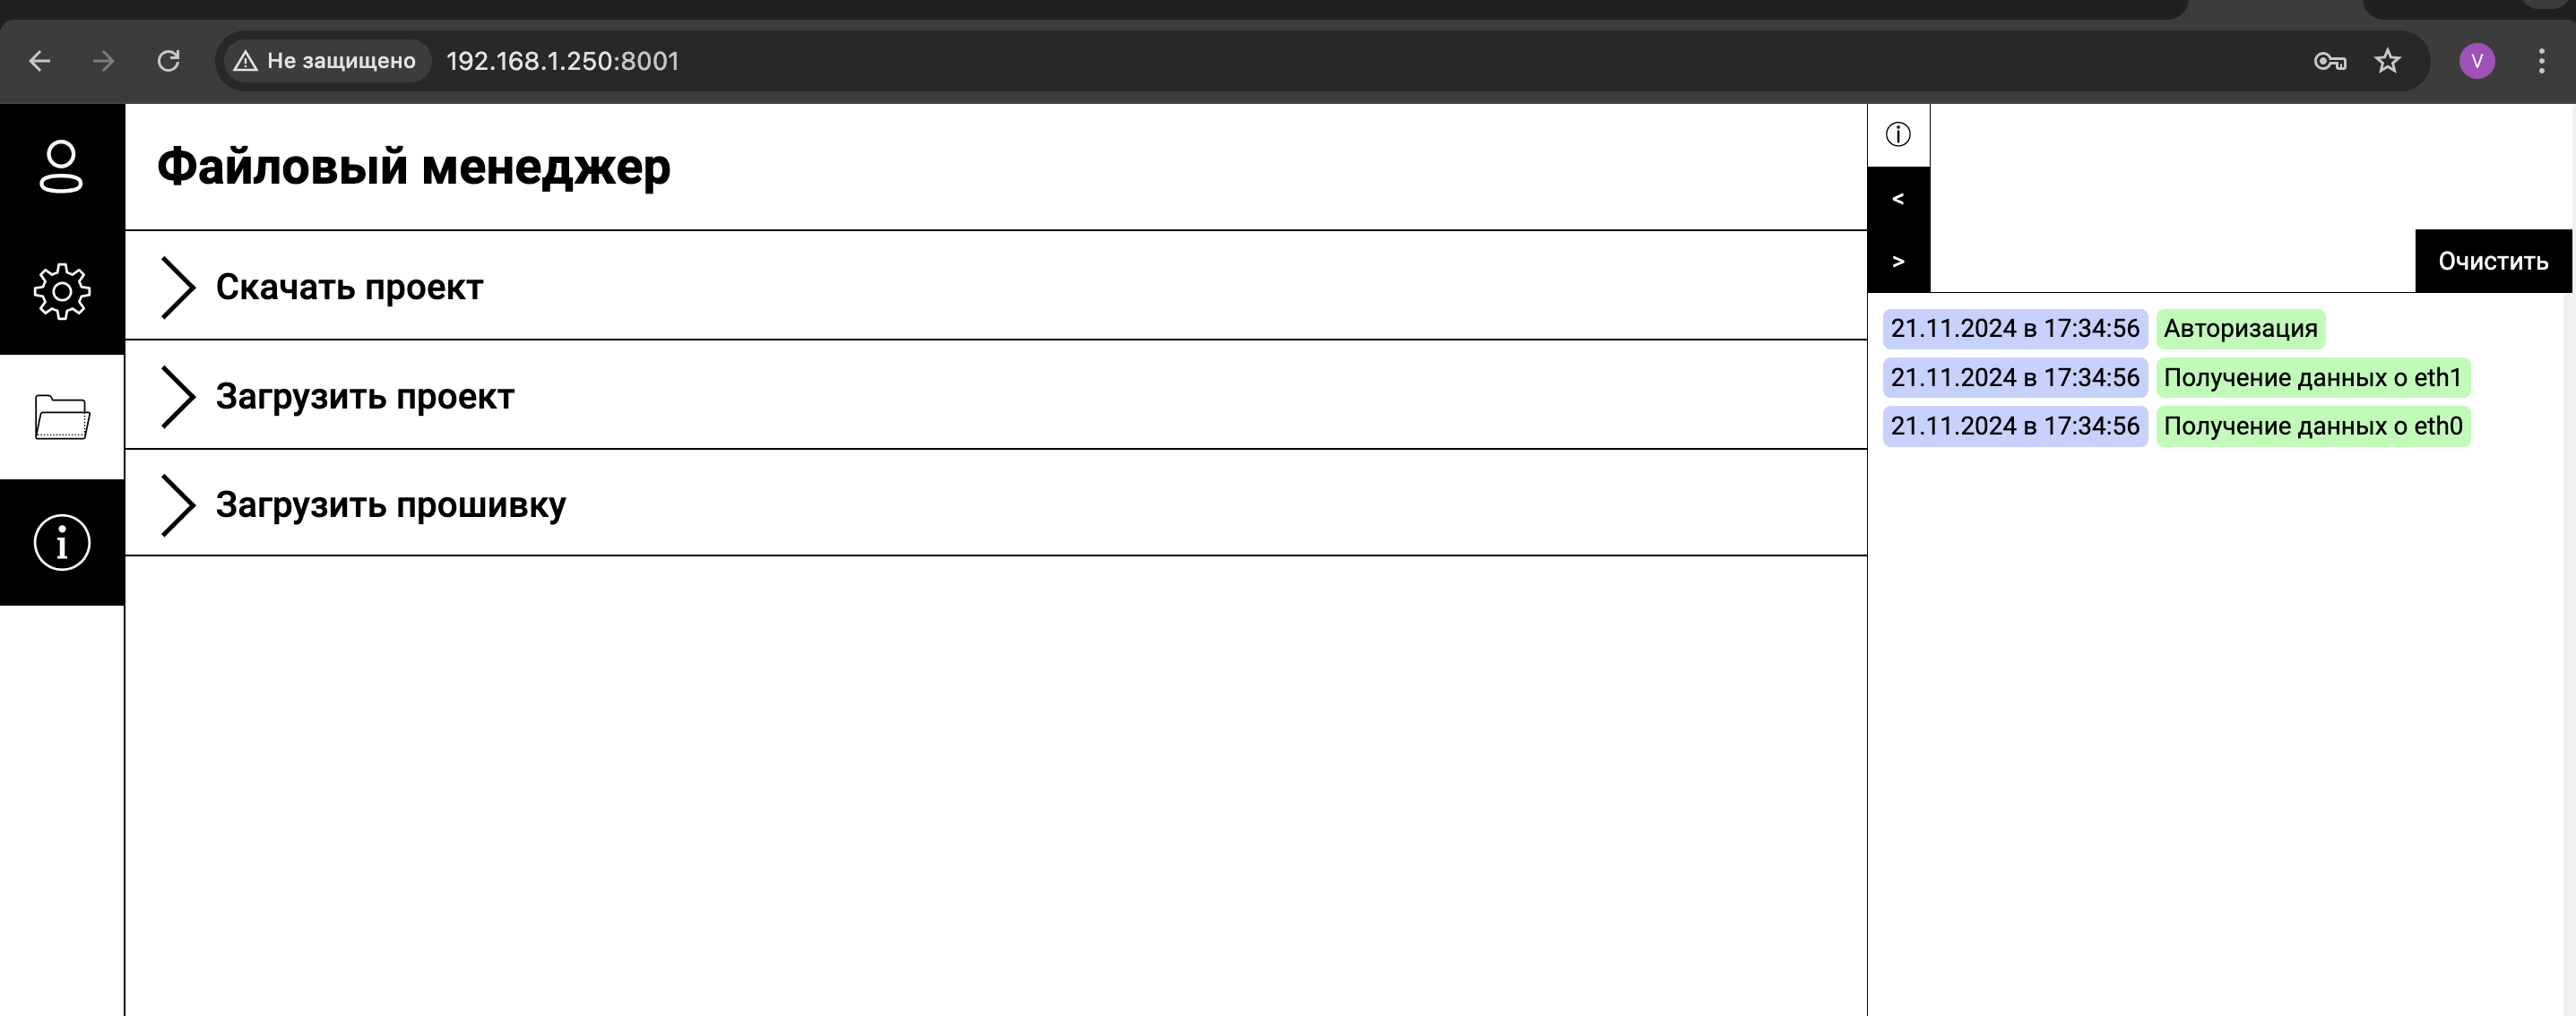 Не защищено 192.168.1.250:8001
V
Файловый менеджер
Скачать проект
Загрузить проект
Загрузить прошивку
<
>
Очистить
21.11.2024 в 17:34:56 Авторизация
21.11.2024 в 17:34:56 Получение данных о eth1
21.11.2024 в 17:34:56 Получение данных о eth0